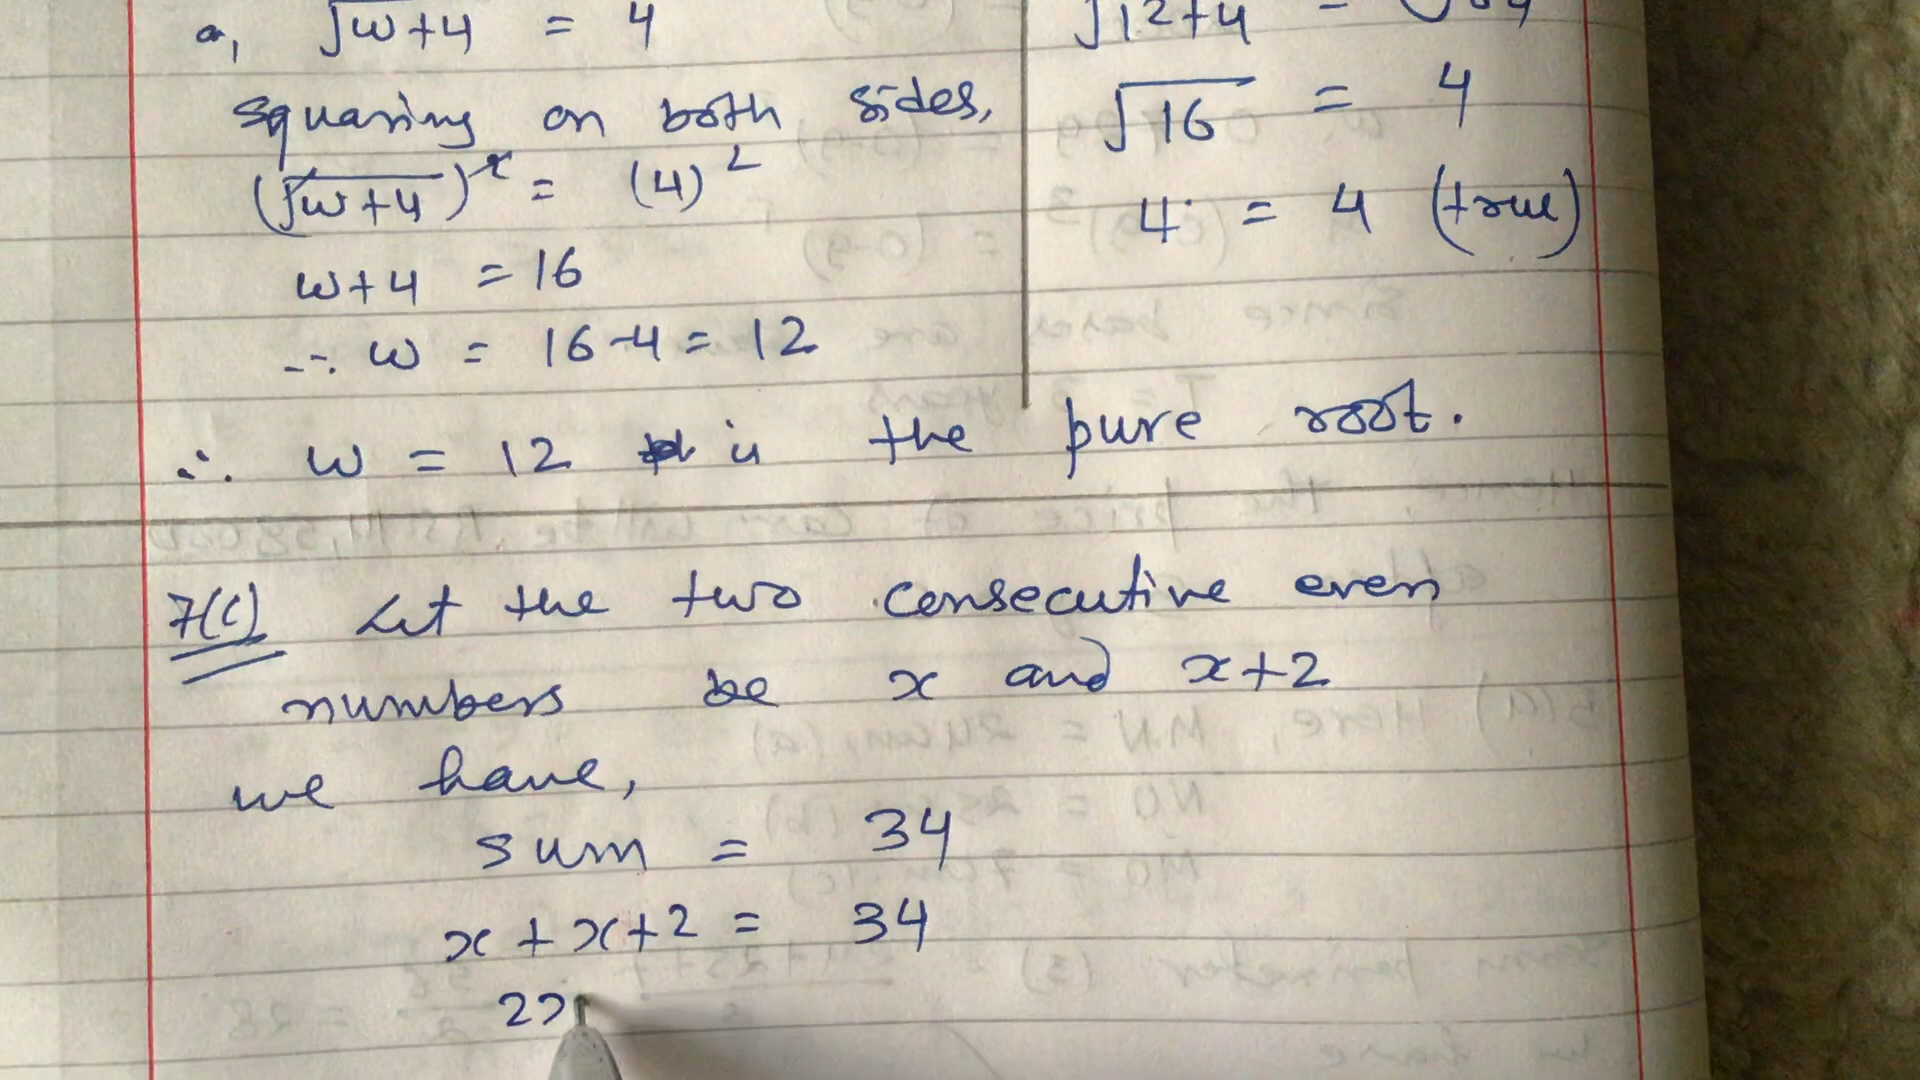 or, √w+4 = 4
squaring on both sides,
(√w+4)² = (4)²
w+4 = 16
∴ w = 16-4 = 12
√12+4 =
√16 = 4
4 = 4 (true)
∴ w = 12 is the pure root.
7(c) Let the two consecutive even
numbers be x and x+2
we have,
sum = 34
x + x+2 = 34
2x